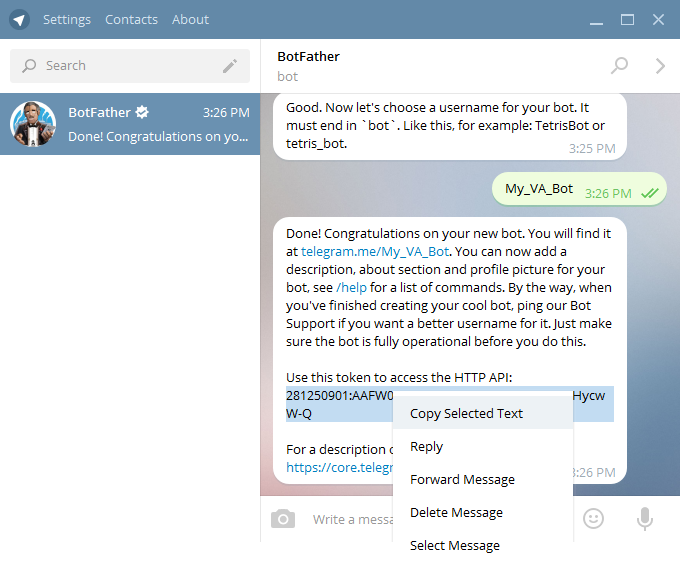 Settings Contacts About
Search
BotFather
bot
BotFather 3:26 PM
Done! Congratulations on yo...
Good. Now let's choose a username for your bot. It
must end in `bot`. Like this, for example: TetrisBot or
tetris_bot.
3:25 PM
My_VA_Bot 3:26 PM
Done! Congratulations on your new bot. You will find it
at telegram.me/My_VA_Bot. You can now add a
description, about section and profile picture for your
bot, see /help for a list of commands. By the way, when
you've finished creating your cool bot, ping our Bot
Support if you want a better username for it. Just make
sure the bot is fully operational before you do this.
Use this token to access the HTTP API:
281250901:AAFW0 Hycw
W-Q
For a description
https://core.telegr
3:26 PM
Copy Selected Text
Reply
Forward Message
Delete Message
Select Message
Write a messa